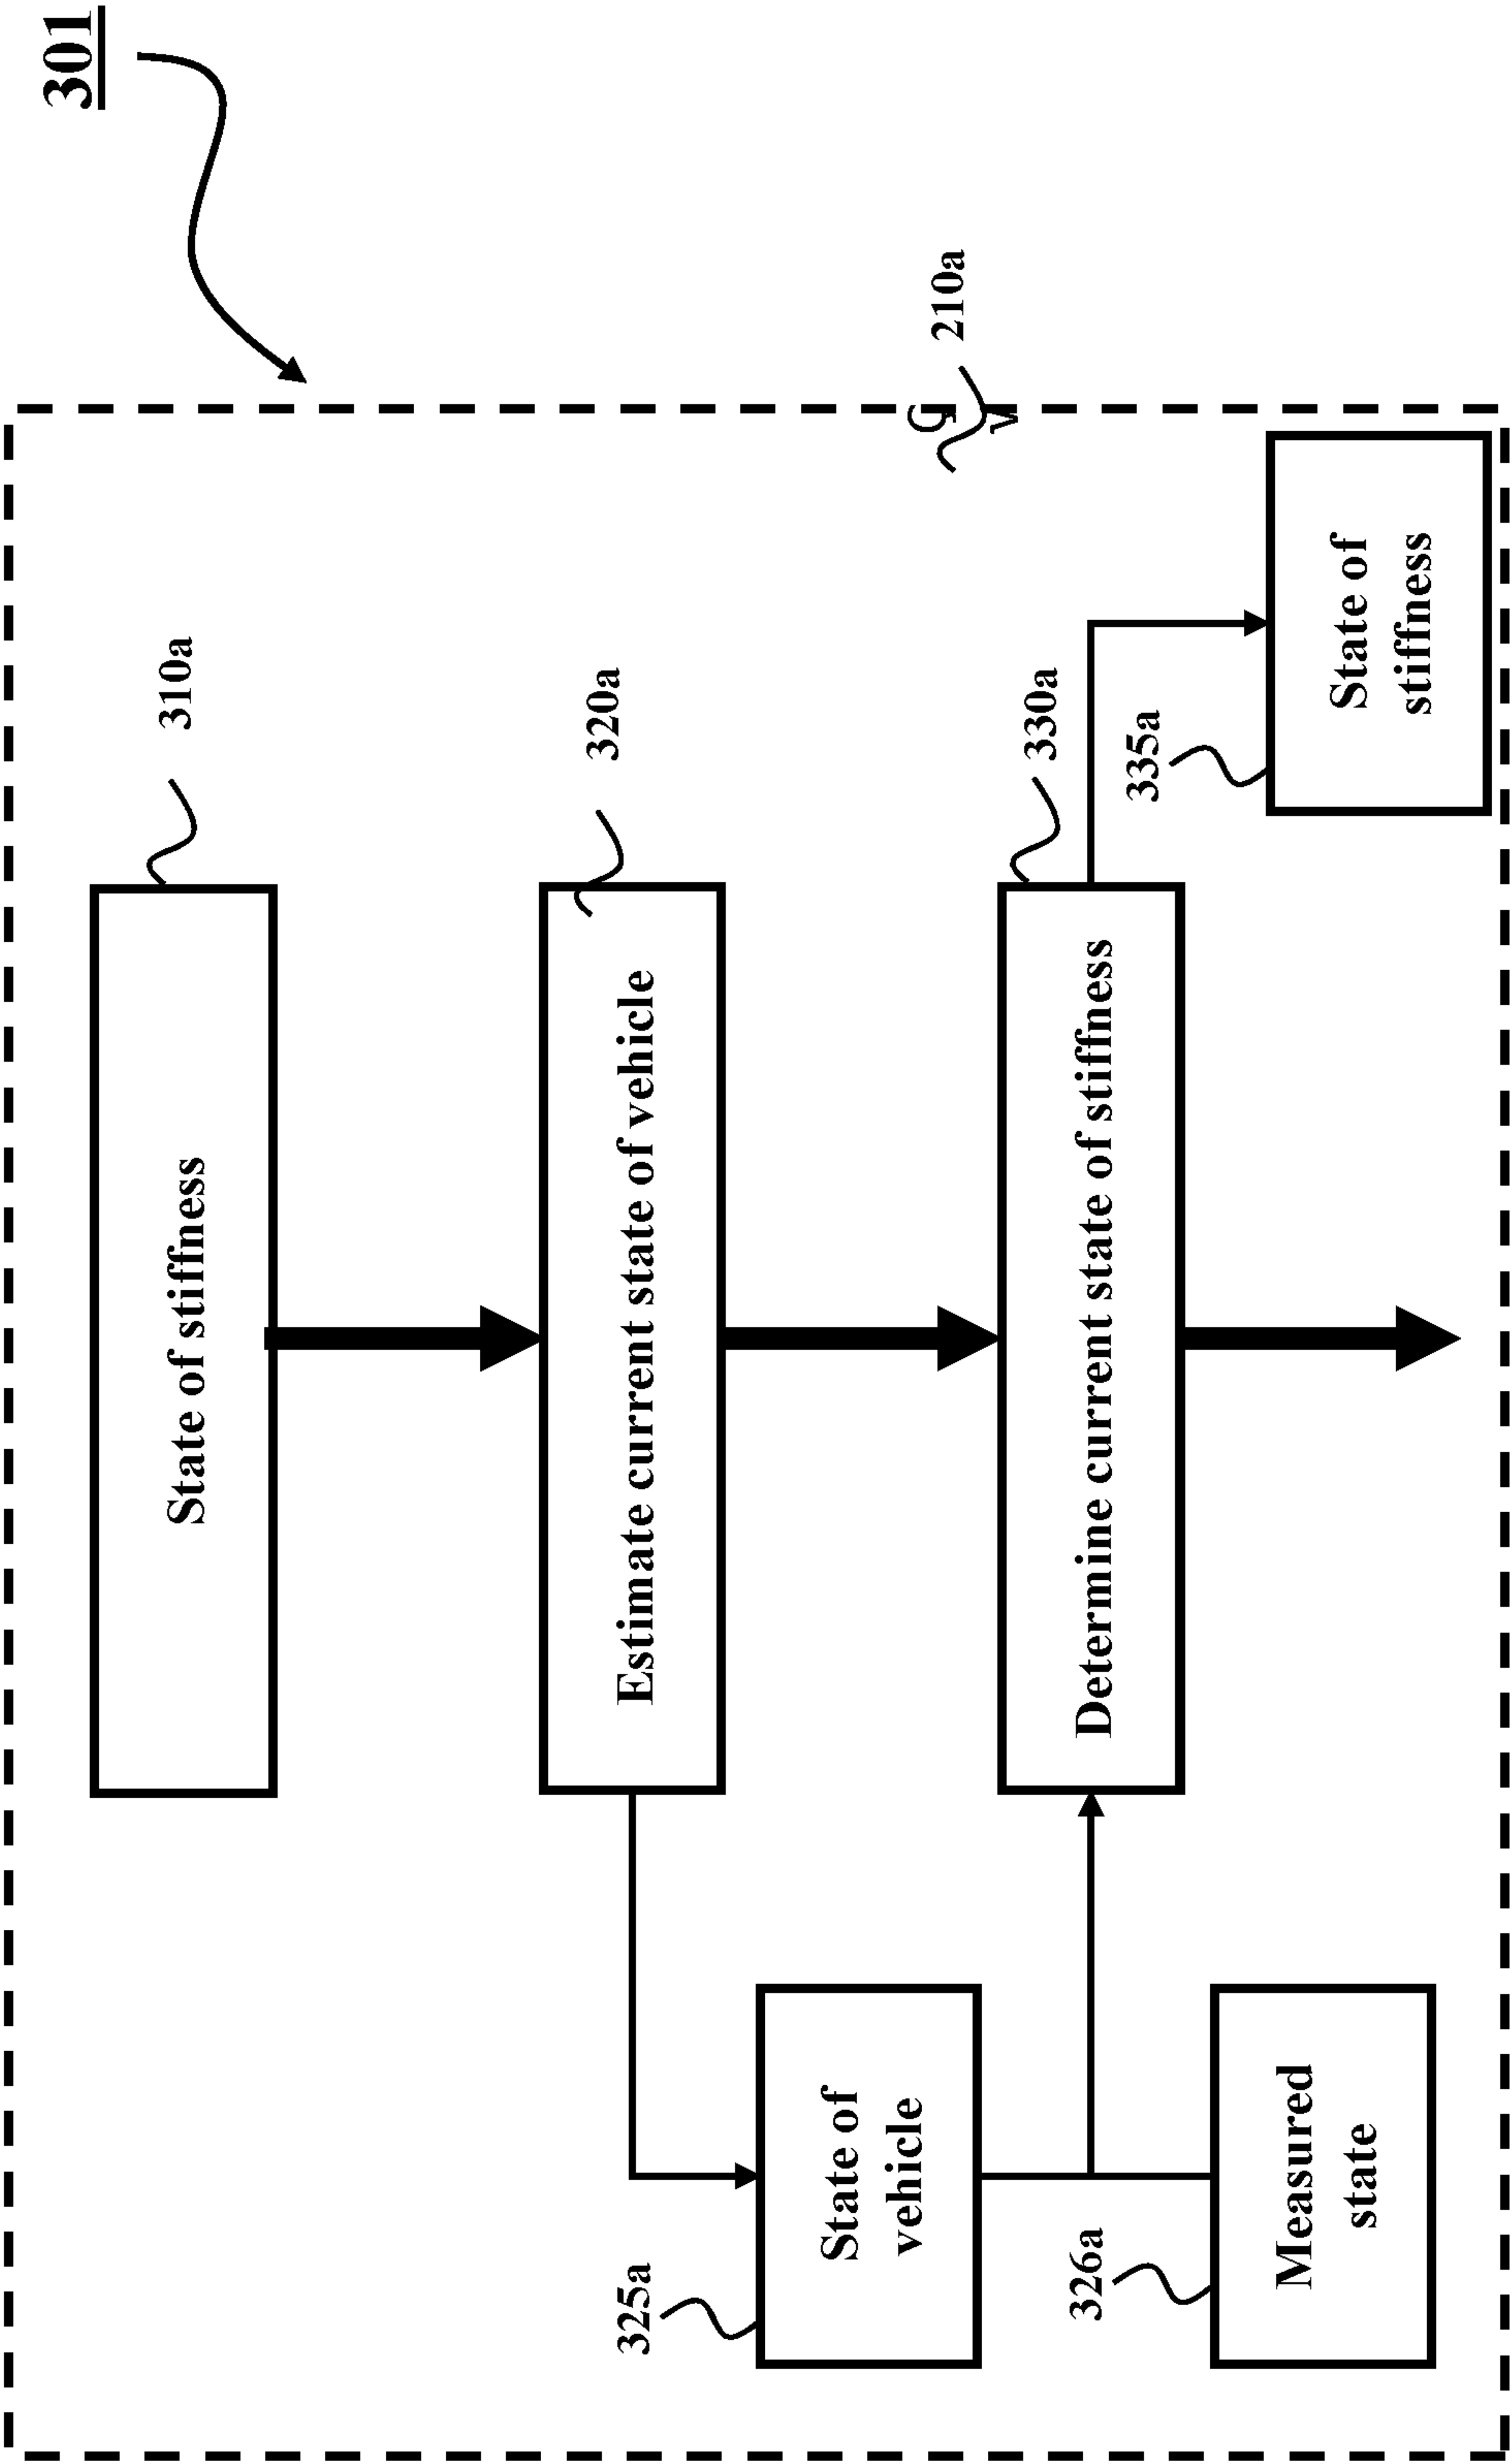 301
310a
State of stiffness
320a
Estimate current state of vehicle
210a
325a
State of
vehicle
330a
Determine current state of stiffness
335a
State of
stiffness
326a
Measured
state